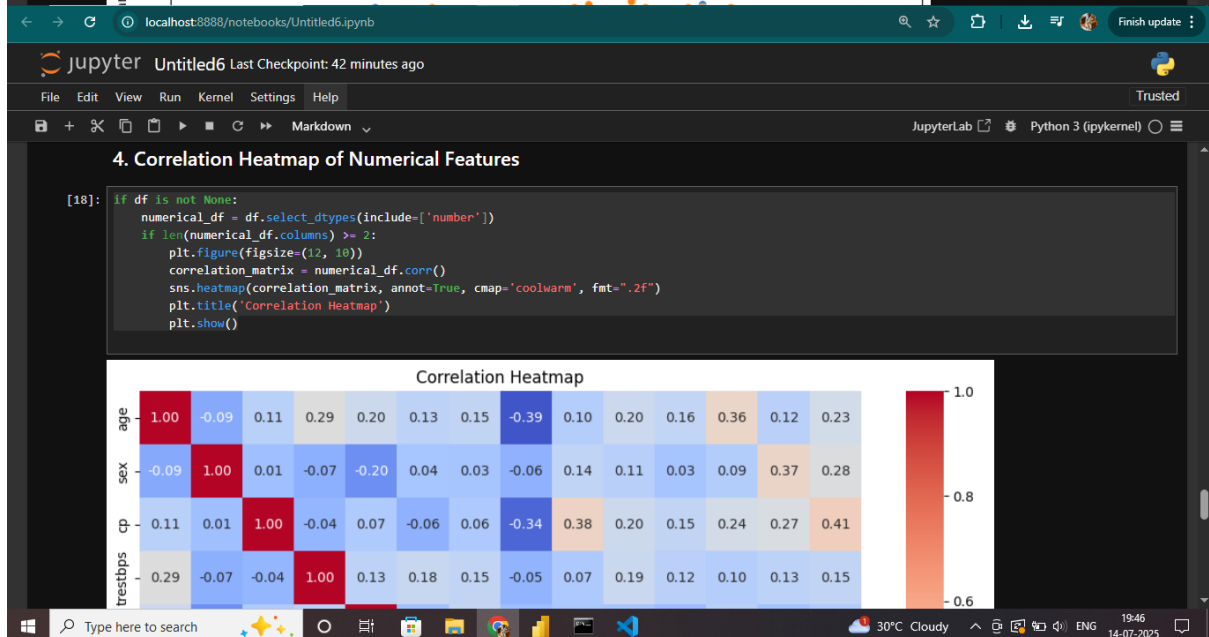 localhost:8888/notebooks/Untitled6.ipynb
Finish update
jupyter Untitled6 Last Checkpoint: 42 minutes ago
File Edit View Run Kernel Settings Help
Trusted
Markdown
JupyterLab
Python 3 (ipykernel)
4. Correlation Heatmap of Numerical Features
[18]: if df is not None:
numerical_df = df.select_dtypes(include=['number'])
if len(numerical_df.columns) >= 2:
plt.figure(figsize=(12, 10))
correlation_matrix = numerical_df.corr()
sns.heatmap(correlation_matrix, annot=True, cmap='coolwarm', fmt=".2f")
plt.title('Correlation Heatmap')
plt.show()
Correlation Heatmap
age 1.00 -0.09 0.11 0.29 0.20 0.13 0.15 -0.39 0.10 0.20 0.16 0.36 0.12 0.23
sex -0.09 1.00 0.01 -0.07 -0.20 0.04 0.03 -0.06 0.14 0.11 0.03 0.09 0.37 0.28
cp 0.11 0.01 1.00 -0.04 0.07 -0.06 0.06 -0.34 0.38 0.20 0.15 0.24 0.27 0.41
trestbps 0.29 -0.07 -0.04 1.00 0.13 0.18 0.15 -0.05 0.07 0.19 0.12 0.10 0.13 0.15
1.0
0.8
0.6
Type here to search
30°C Cloudy
ENG
19:46
14-07-2025